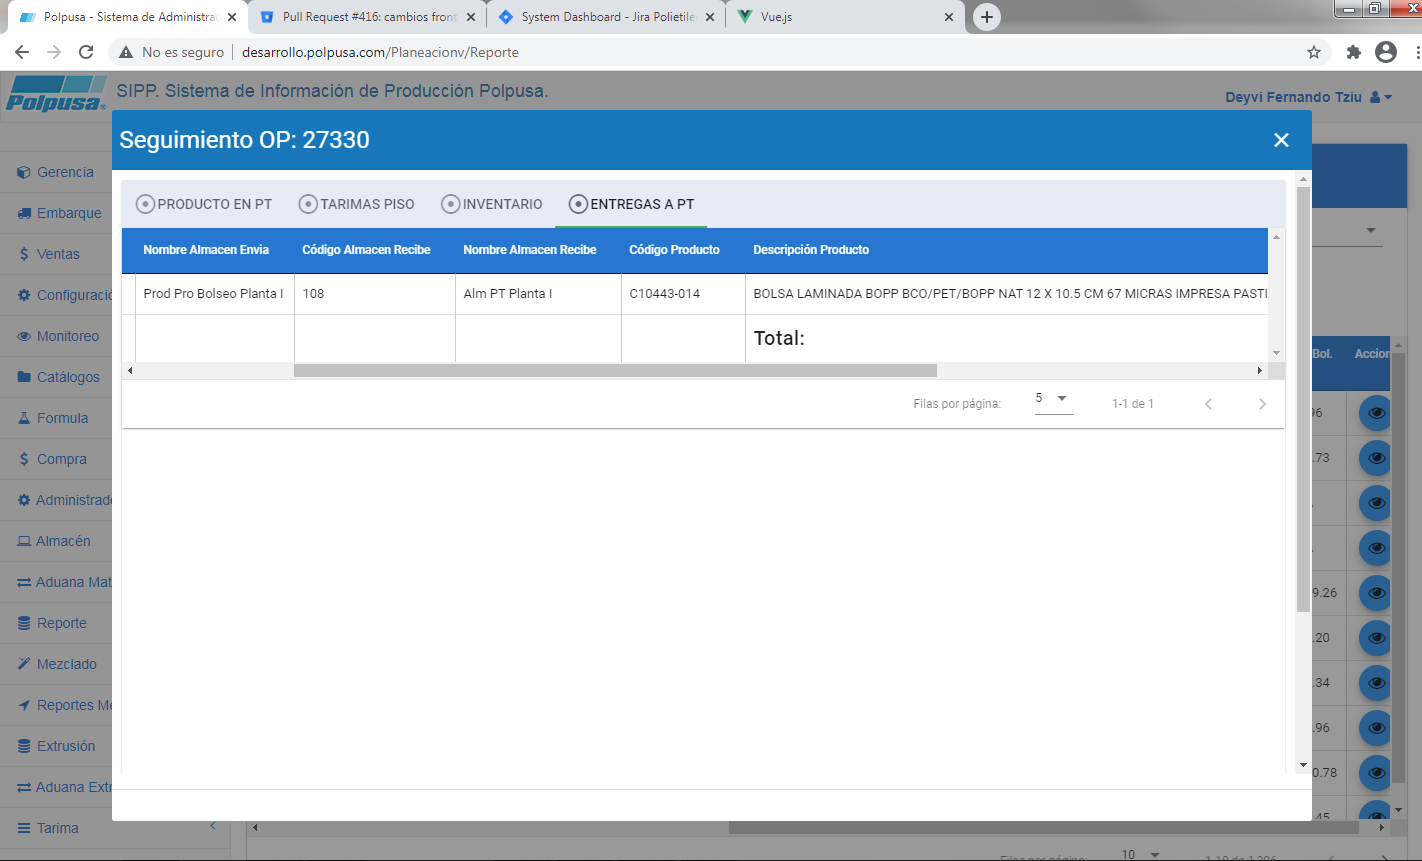 Polpusa - Sistema de Administrac
Pull Request #416: cambios front
System Dashboard - Jira Polietile
Vue.js
No es seguro
desarrollo.polpusa.com/Planeacionv/Reporte
Polpusa®
SIPP. Sistema de Información de Producción Polpusa.
Deyvi Fernando Tziu
Seguimiento OP: 27330
Gerencia
Embarque
Ventas
Configuració
Monitoreo
Catálogos
Formula
Compra
Administrad
Almacén
Aduana Mat
Reporte
Mezclado
Reportes Me
Extrusión
Aduana Extr
Tarima
PRODUCTO EN PT
TARIMAS PISO
INVENTARIO
ENTREGAS A PT
Nombre Almacen Envia
Código Almacen Recibe
Nombre Almacen Recibe
Código Producto
Descripción Producto
Prod Pro Bolseo Planta I
108
Alm PT Planta I
C10443-014
BOLSA LAMINADA BOPP BCO/PET/BOPP NAT 12 X 10.5 CM 67 MICRAS IMPRESA PASTI
Total:
Filas por página:
5
1-1 de 1
Bol.
Accion
96
.73
9.26
.20
.34
.96
0.78
.45
Filas por página:
10
1-10 de 1,206